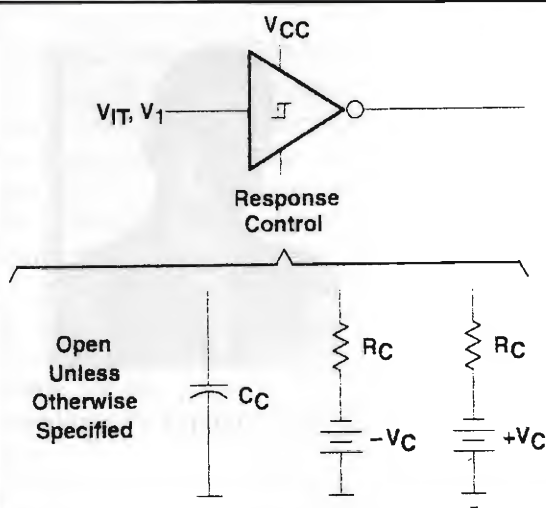 VCC
VIT, V1
Response
Control
Open
Unless
Otherwise
Specified
CC
RC
–VC
RC
+VC